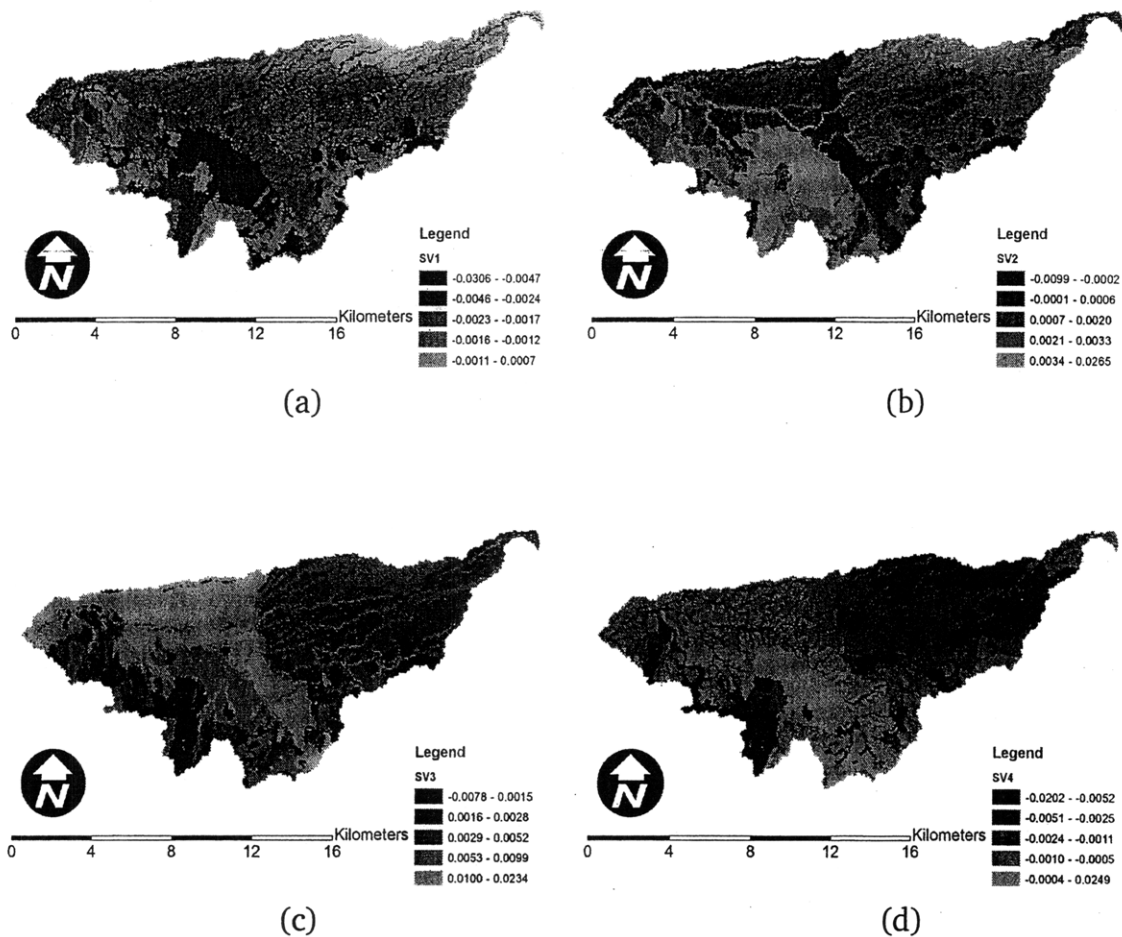 N
Legend
SV1
-0.0306 - -0.0047
-0.0046 - -0.0024
-0.0023 - -0.0017
-0.0016 - -0.0012
-0.0011 - 0.0007
Kilometers
0 4 8 12 16
(a)
N
Legend
SV2
-0.0099 - -0.0002
-0.0001 - 0.0006
0.0007 - 0.0020
0.0021 - 0.0033
0.0034 - 0.0265
Kilometers
0 4 8 12 16
(b)
N
Legend
SV3
-0.0078 - 0.0015
0.0016 - 0.0028
0.0029 - 0.0052
0.0053 - 0.0099
0.0100 - 0.0234
Kilometers
0 4 8 12 16
(c)
N
Legend
SV4
-0.0202 - -0.0052
-0.0051 - -0.0025
-0.0024 - -0.0011
-0.0010 - -0.0005
-0.0004 - 0.0249
Kilometers
0 4 8 12 16
(d)